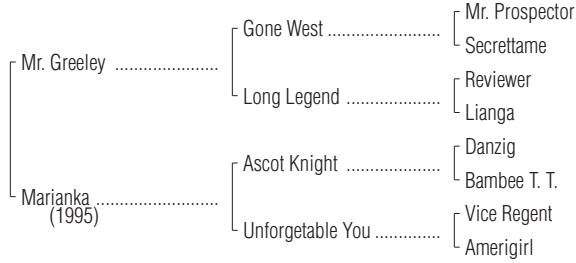 Mr. Prospector
Gone West .......................
Secrettame
Mr. Greeley .....................
Reviewer
Long Legend ...................
Lianga
Danzig
Ascot Knight ...................
Bambee T. T.
Marianka .........................
(1995)
Vice Regent
Unforgetable You .............
Amerigirl